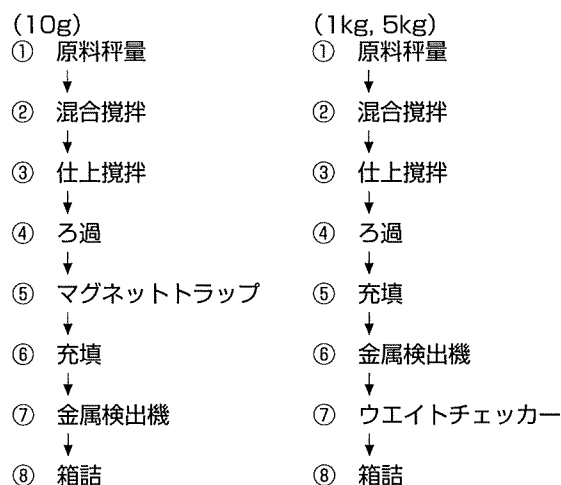 (10g)
① 原料秤量
② 混合撹拌
③ 仕上撹拌
④ ろ過
⑤ マグネットトラップ
⑥ 充填
⑦ 金属検出機
⑧ 箱詰
(1kg, 5kg)
① 原料秤量
② 混合撹拌
③ 仕上撹拌
④ ろ過
⑤ 充填
⑥ 金属検出機
⑦ ウエイトチェッカー
⑧ 箱詰